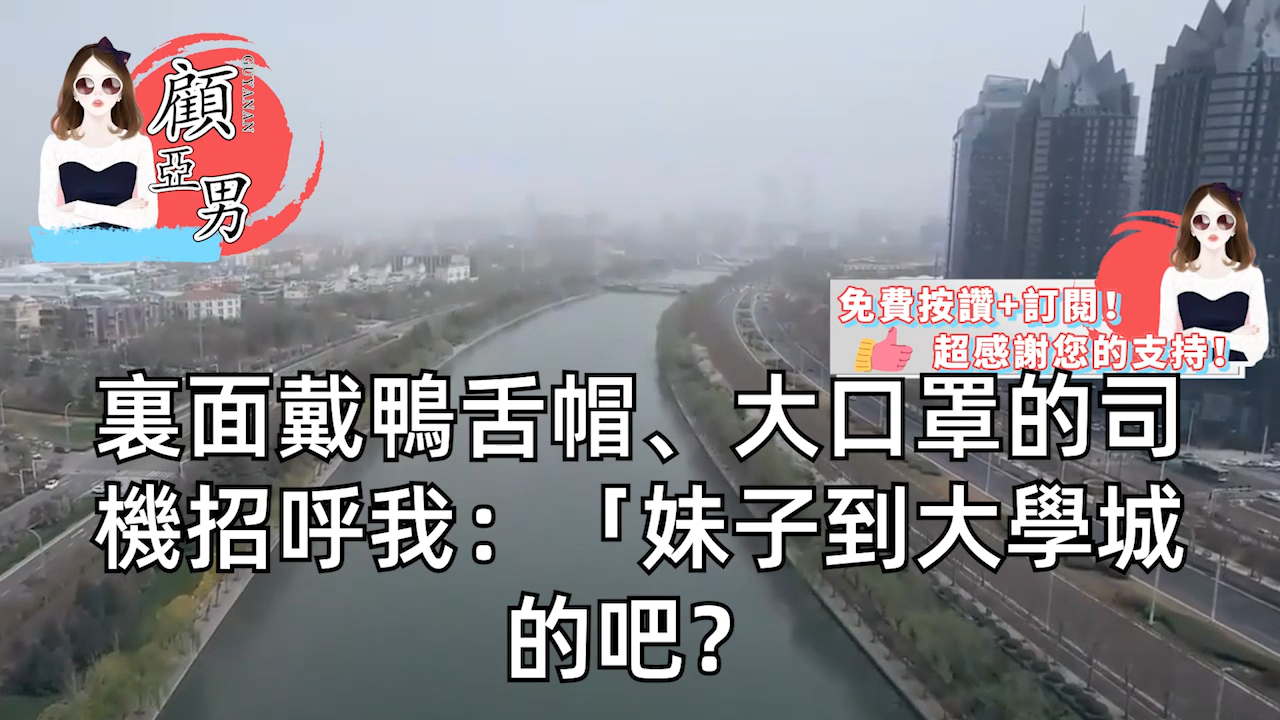 顧亞男
GUYANAN
免費按讚+訂閱!
超感謝您的支持!
裏面戴鴨舌帽、大口罩的司
機招呼我：「妹子到大學城
的吧?